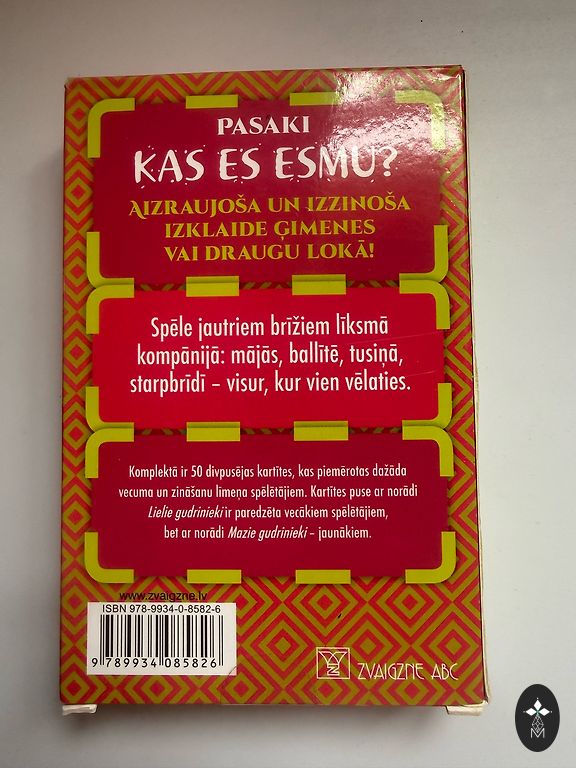 PASAKI
KAS ES ESMU?
AIZRAUJOŠA UN IZZINOŠA
IZKLAIDE ĢIMENES
VAI DRAUGU LOKĀ!
Spēle jautriem brīžiem līksmā
kompānijā: mājās, ballītē, tusiņā,
starpbrīdī – visur, kur vien vēlaties.
Komplektā ir 50 divpusējas kartītes, kas piemērotas dažāda
vecuma un zināšanu līmeņa spēlētājiem. Kartītes puse ar norādi
Lielie gudrinieki ir paredzēta vecākiem spēlētājiem,
bet ar norādi Mazie gudrinieki – jaunākiem.
www.zvaigzne.lv
ISBN 978-9934-0-8582-6
9 789934 085826
ZVAIGZNE ABC
M